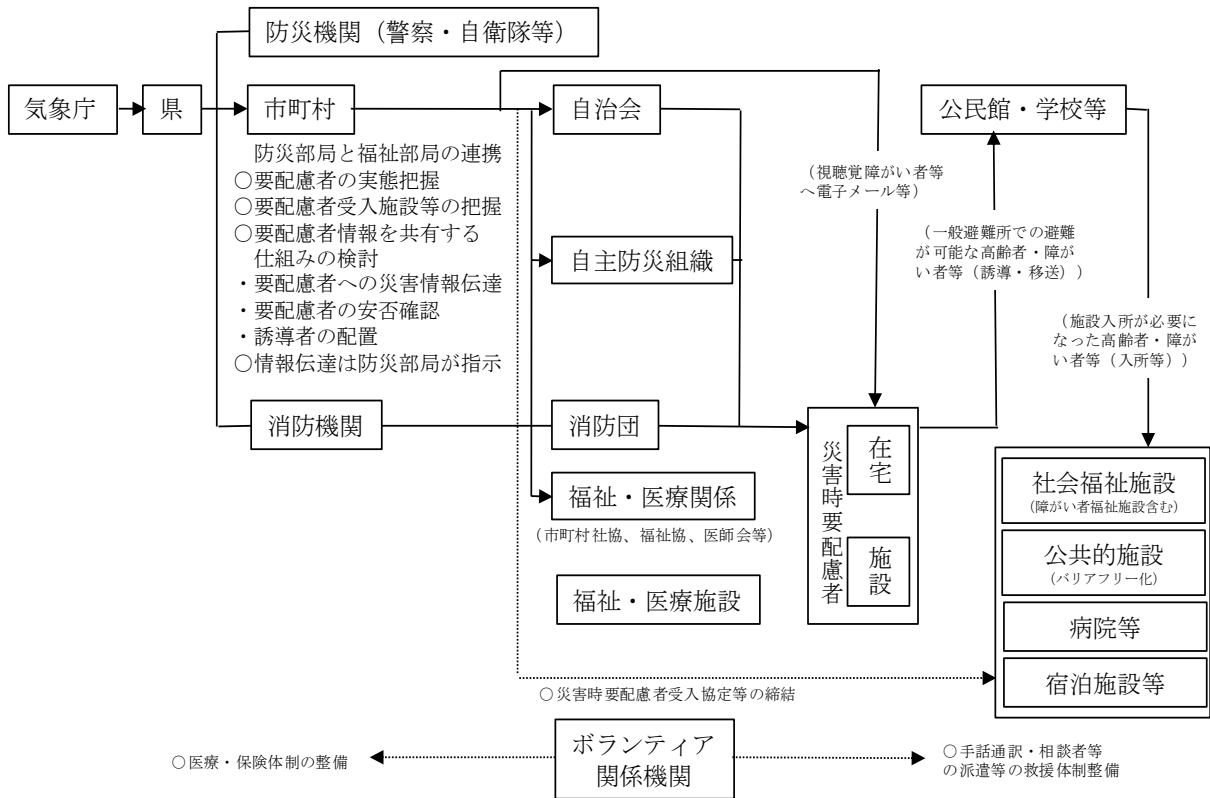 防災機関（警察・自衛隊等）
気象庁
県
市町村
自治会
公民館・学校等
防災部局と福祉部局の連携
○要配慮者の実態把握
○要配慮者受入施設等の把握
○要配慮者情報を共有する
仕組みの検討
・要配慮者への災害情報伝達
・要配慮者の安否確認
・誘導者の配置
○情報伝達は防災部局が指示
（視聴覚障がい者等
へ電子メール等）
（一般避難所での避難
が可能な高齢者・障が
い者等（誘導・移送））
自主防災組織
（施設入所が必要に
なった高齢者・障が
い者等（入所等））
消防機関
消防団
災害時要配慮者
在宅
施設
福祉・医療関係
（市町村社協、福祉協、医師会等）
福祉・医療施設
社会福祉施設
（障がい者福祉施設含む）
公共的施設
（バリアフリー化）
病院等
宿泊施設等
○災害時要配慮者受入協定等の締結
ボランティア
関係機関
○医療・保険体制の整備
○手話通訳・相談者等
の派遣等の救援体制整備